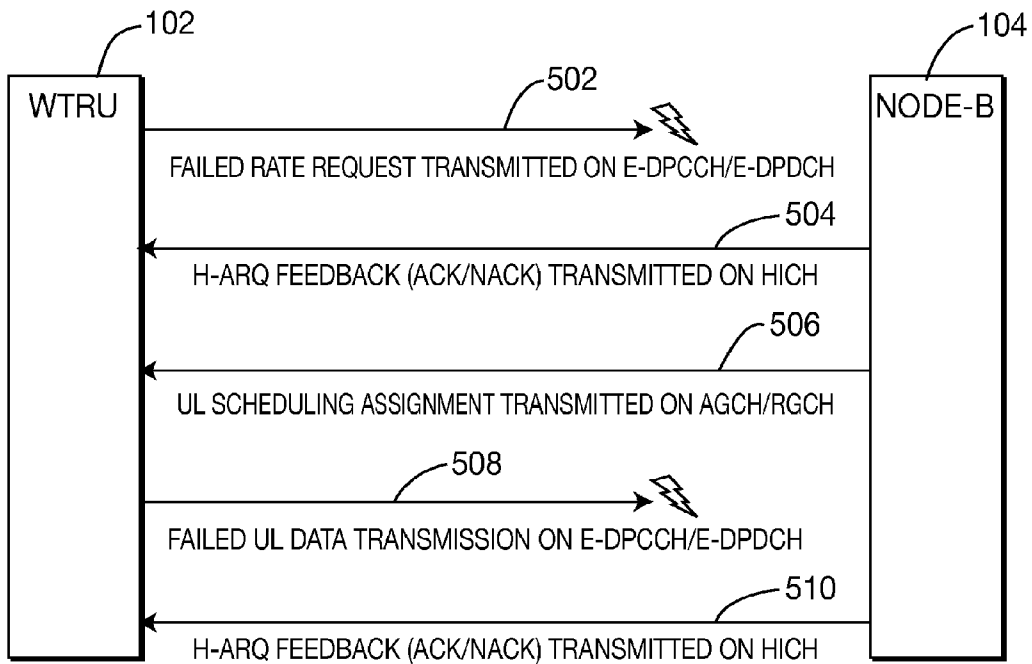 102
104
WTRU
NODE-B
502
FAILED RATE REQUEST TRANSMITTED ON E-DPCCH/E-DPDCH
504
H-ARQ FEEDBACK (ACK/NACK) TRANSMITTED ON HICH
506
UL SCHEDULING ASSIGNMENT TRANSMITTED ON AGCH/RGCH
508
FAILED UL DATA TRANSMISSION ON E-DPCCH/E-DPDCH
510
H-ARQ FEEDBACK (ACK/NACK) TRANSMITTED ON HICH